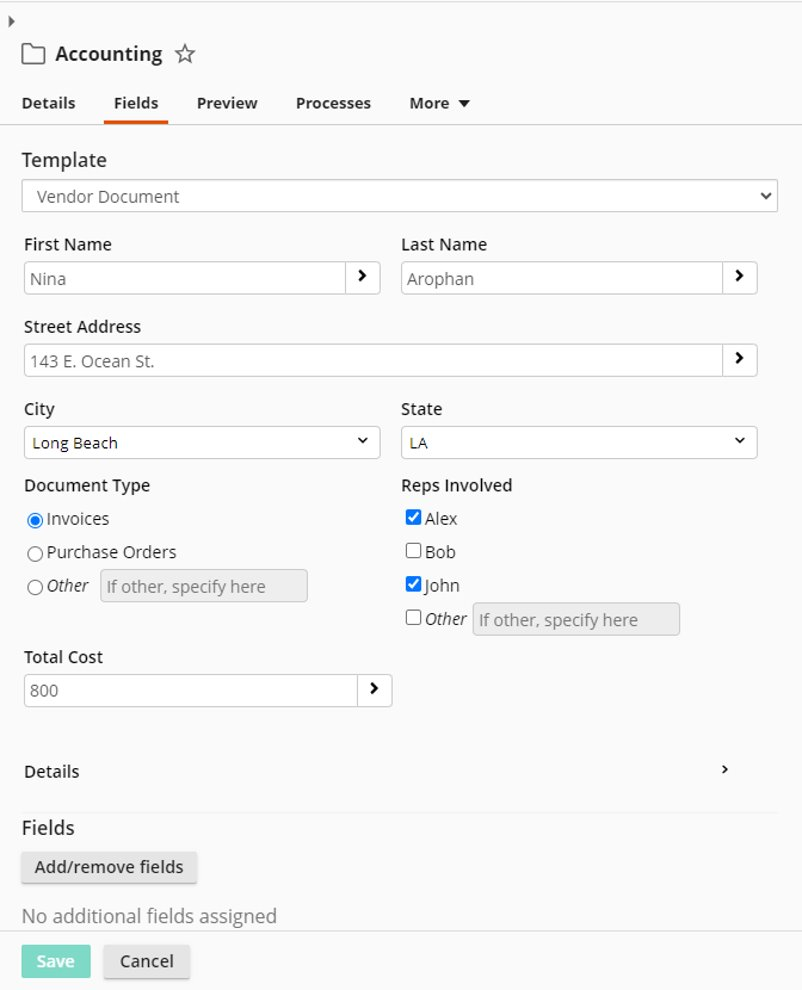 Accounting
Details Fields Preview Processes More
Template
Vendor Document
First Name Last Name
Nina Arophan
Street Address
143 E. Ocean St.
City State
Long Beach LA
Document Type Reps Involved
Invoices Alex
Purchase Orders Bob
Other If other, specify here John
Other If other, specify here
Total Cost
800
Details
Fields
Add/remove fields
No additional fields assigned
Save Cancel